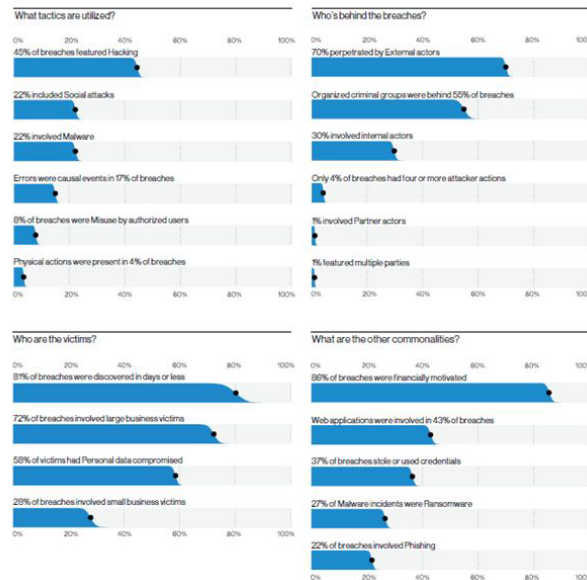 What tactics are utilized?
0% 20% 40% 60% 80% 100%
45% of breaches featured Hacking
22% included Social attacks
22% involved Malware
Errors were causal events in 17% of breaches
8% of breaches were Misuse by authorized users
Physical actions were present in 4% of breaches
0% 20% 40% 60% 80% 100%
Who's behind the breaches?
0% 20% 40% 60% 80% 100%
70% perpetrated by External actors
Organized criminal groups were behind 55% of breaches
30% involved internal actors
Only 4% of breaches had four or more attacker actions
1% involved Partner actors
1% featured multiple parties
0% 20% 40% 60% 80% 100%
Who are the victims?
0% 20% 40% 60% 80% 100%
81% of breaches were discovered in days or less
72% of breaches involved large business victims
58% of victims had Personal data compromised
28% of breaches involved small business victims
0% 20% 40% 60% 80% 100%
What are the other commonalities?
0% 20% 40% 60% 80% 100%
86% of breaches were financially motivated
Web applications were involved in 43% of breaches
37% of breaches stole or used credentials
27% of Malware incidents were Ransomware
22% of breaches involved Phishing
0% 20% 40% 60% 80% 100%